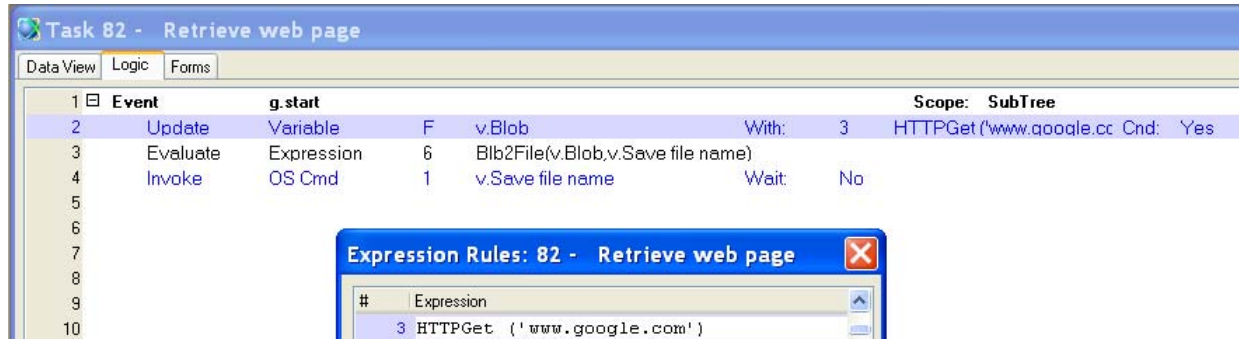 Task 82 - Retrieve web page
Data View Logic Forms
1 Event g.start Scope: SubTree
2 Update Variable F v.Blob With: 3 HTTPGet ('www.google.cc Cnd: Yes
3 Evaluate Expression 6 Blb2File(v.Blob,v.Save file name)
4 Invoke OS Cmd 1 v.Save file name Wait: No
5
6
7
8
9
10
Expression Rules: 82 - Retrieve web page
# Expression
3 HTTPGet ('www.google.com')